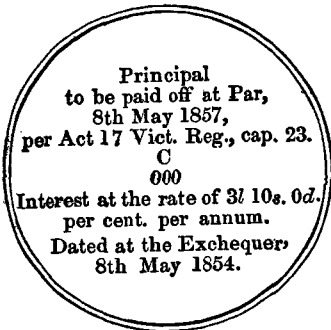 Principal
to be paid off at Par,
8th May 1857,
per Act 17 Vict. Reg., cap. 23.
C
000
Interest at the rate of 3l 10s. 0d.
per cent. per annum.
Dated at the Exchequer,
8th May 1854.